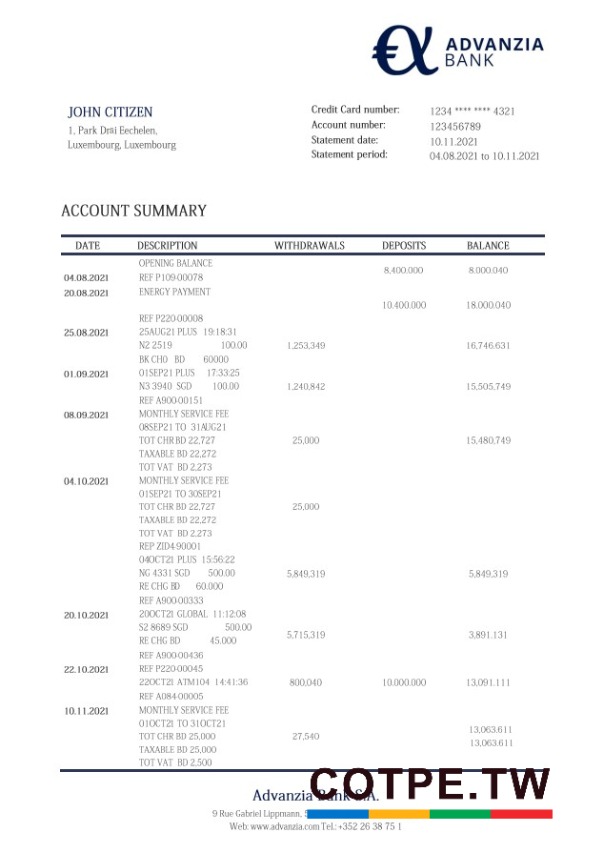 €α ADVANZIA
BANK
JOHN CITIZEN
1, Park Dräi Eechelen,
Luxembourg, Luxembourg
Credit Card number: 1234 **** **** 4321
Account number: 123456789
Statement date: 10.11.2021
Statement period: 04.08.2021 to 10.11.2021
ACCOUNT SUMMARY
DATE DESCRIPTION WITHDRAWALS DEPOSITS BALANCE
OPENING BALANCE
8,400.000 8.000.040
04.08.2021 REF P109-00078
20.08.2021 ENERGY PAYMENT
10.400.000 18.000.040
REF P220-00008
25.08.2021 25AUG21 PLUS 19:18:31
N2 2519 100.00 1,253,349 16,746.631
BK CH0 BD 60000
01.09.2021 01SEP21 PLUS 17:33:25
N3 3940 SGD 100.00 1,240,842 15,505,749
REF A900-00151
08.09.2021 MONTHLY SERVICE FEE
08SEP21 TO 31AUG21
TOT CHR BD 22,727 25,000 15,480,749
TAXABLE BD 22,272
TOT VAT BD 2,273
04.10.2021 MONTHLY SERVICE FEE
01SEP21 TO 30SEP21
TOT CHR BD 22,727 25,000
TAXABLE BD 22,272
TOT VAT BD 2,273
REP ZID4-90001
04OCT21 PLUS 15:56:22
NG 4331 SGD 500.00 5,849,319 5,849,319
RE CHG BD 60.000
REF A900-00333
20.10.2021 20OCT21 GLOBAL 11:12:08
S2 8689 SGD 500.00
5,715,319 3,891.131
RE CHG BD 45.000
REF A900-00436
22.10.2021 REF P220-00045
22OCT21 ATM104 14:41:36 800,040 10.000.000 13,091.111
REF A084-00005
10.11.2021 MONTHLY SERVICE FEE
01OCT21 TO 31OCT21
13,063.611
TOT CHR BD 25,000 27,540
13,063.611
TAXABLE BD 25,000
TOT VAT BD 2,500
COTPE.TW
Advanzia Bank S.A.
9 Rue Gabriel Lippmann,
Web: www.advanzia.com Tel.:+352 26 38 75 1